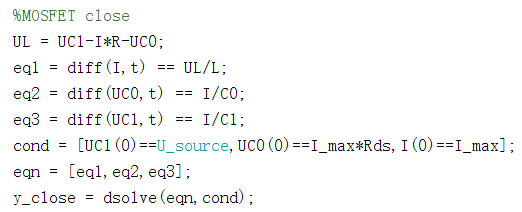 %MOSFET close
UL = UC1-I*R-UC0;
eq1 = diff(I,t) == UL/L;
eq2 = diff(UC0,t) == I/C0;
eq3 = diff(UC1,t) == I/C1;
cond = [UC1(0)==U_source,UC0(0)==I_max*Rds,I(0)==I_max];
eqn = [eq1,eq2,eq3];
y_close = dsolve(eqn,cond);